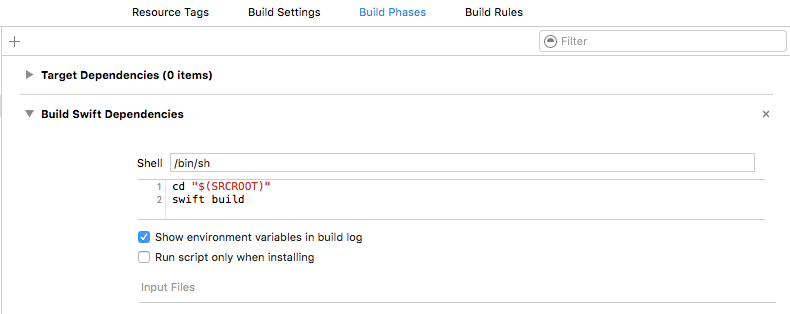 Resource Tags Build Settings Build Phases Build Rules
Filter
Target Dependencies (0 items)
Build Swift Dependencies
Shell /bin/sh
1 cd "$(SRCROOT)"
2 swift build
Show environment variables in build log
Run script only when installing
Input Files